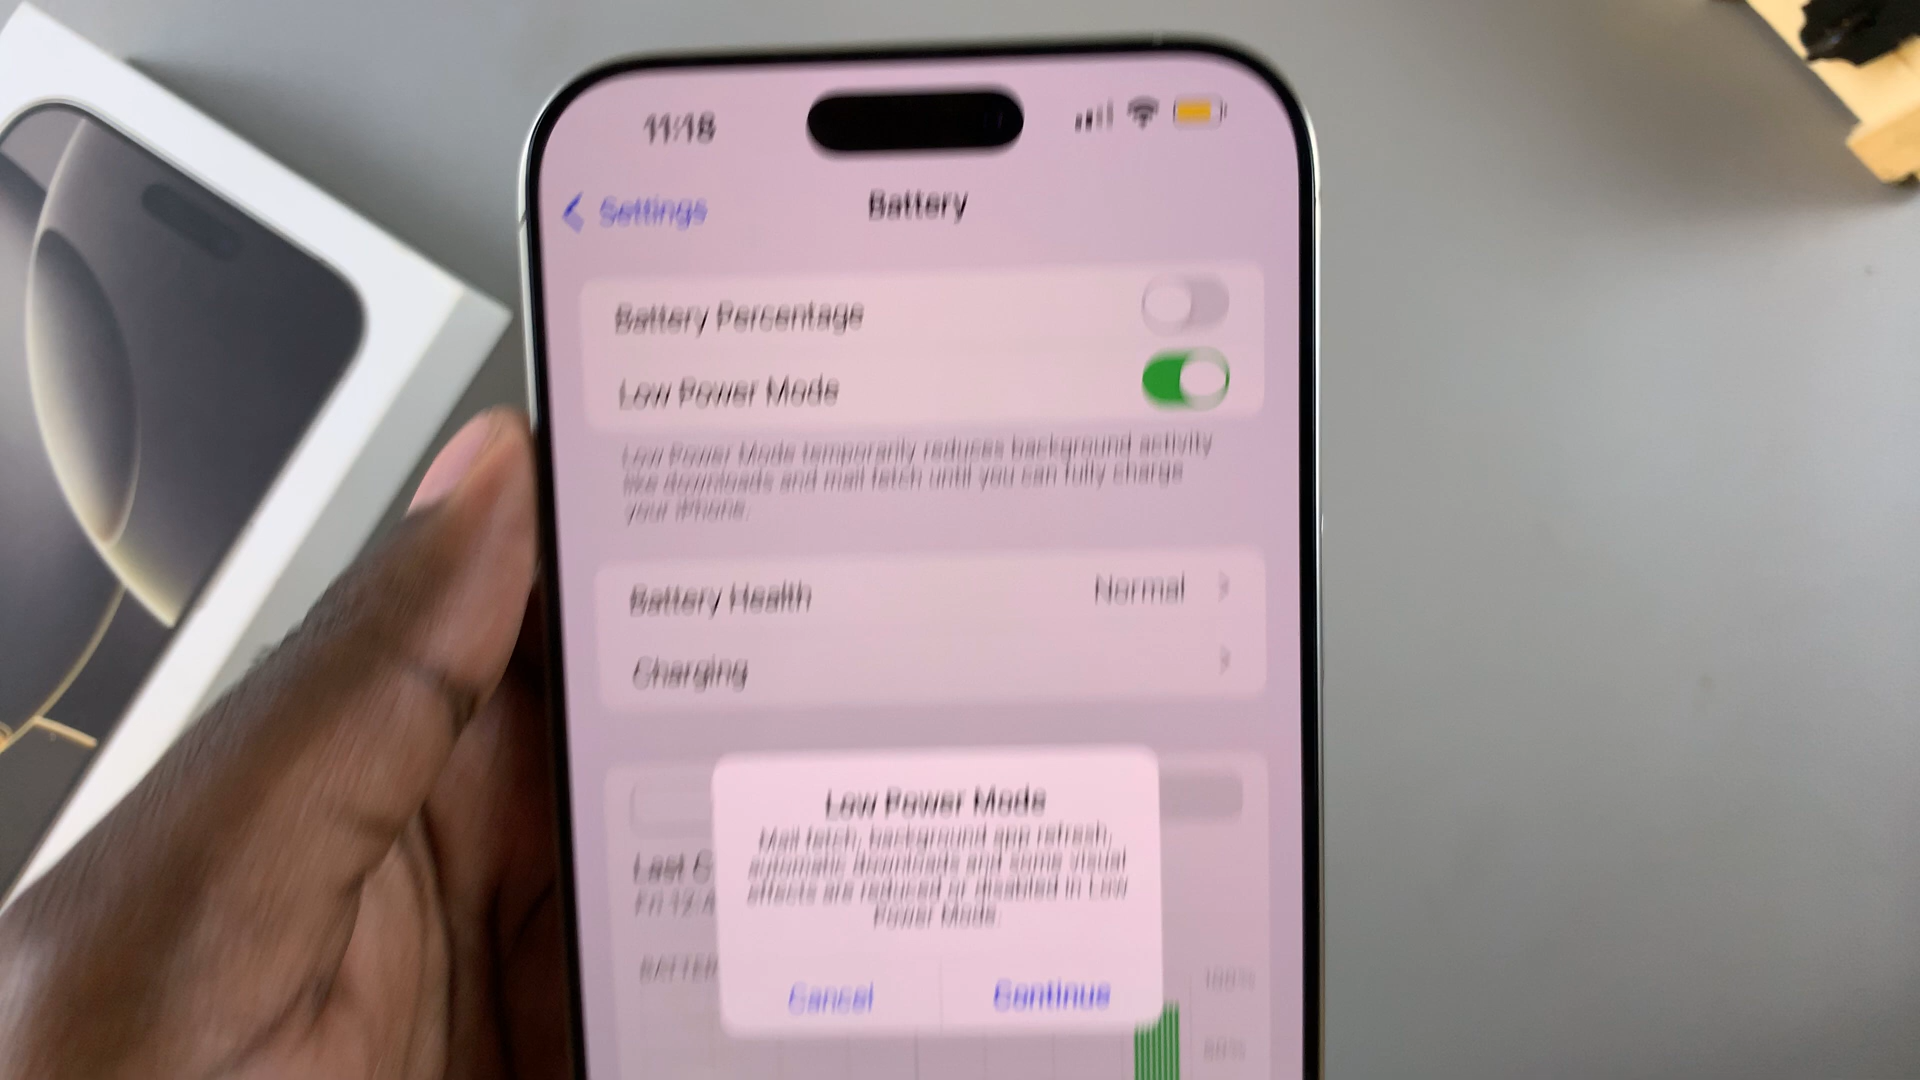 11:18
Settings
Battery
Battery Percentage
Low Power Mode
Low Power Mode temporarily reduces background activity
like downloads and mail fetch until you can fully charge
your iPhone.
Battery Health Normal
Charging
Low Power Mode
Mail fetch, background app refresh,
automatic downloads and some visual
effects are reduced or disabled in Low
Power Mode.
Last
Cancel Continue
100%